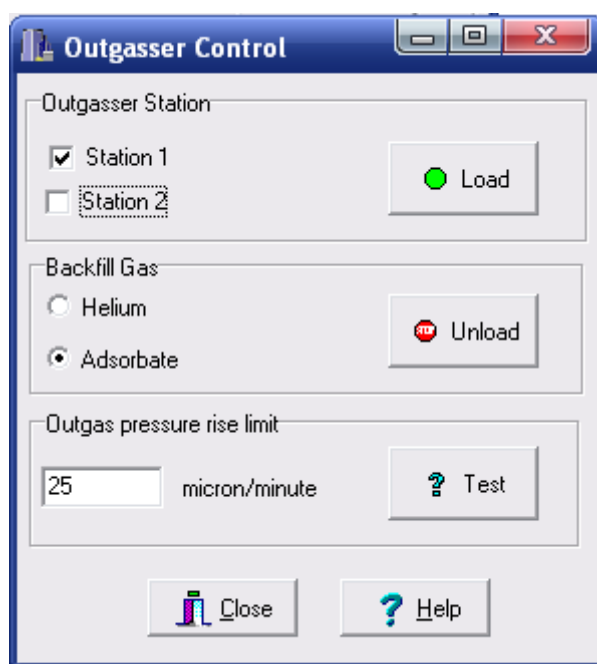 Outgasser Control
Outgasser Station
Station 1
Load
Station 2
Backfill Gas
Helium
Unload
Adsorbate
Outgas pressure rise limit
25 micron/minute
Test
Close
Help